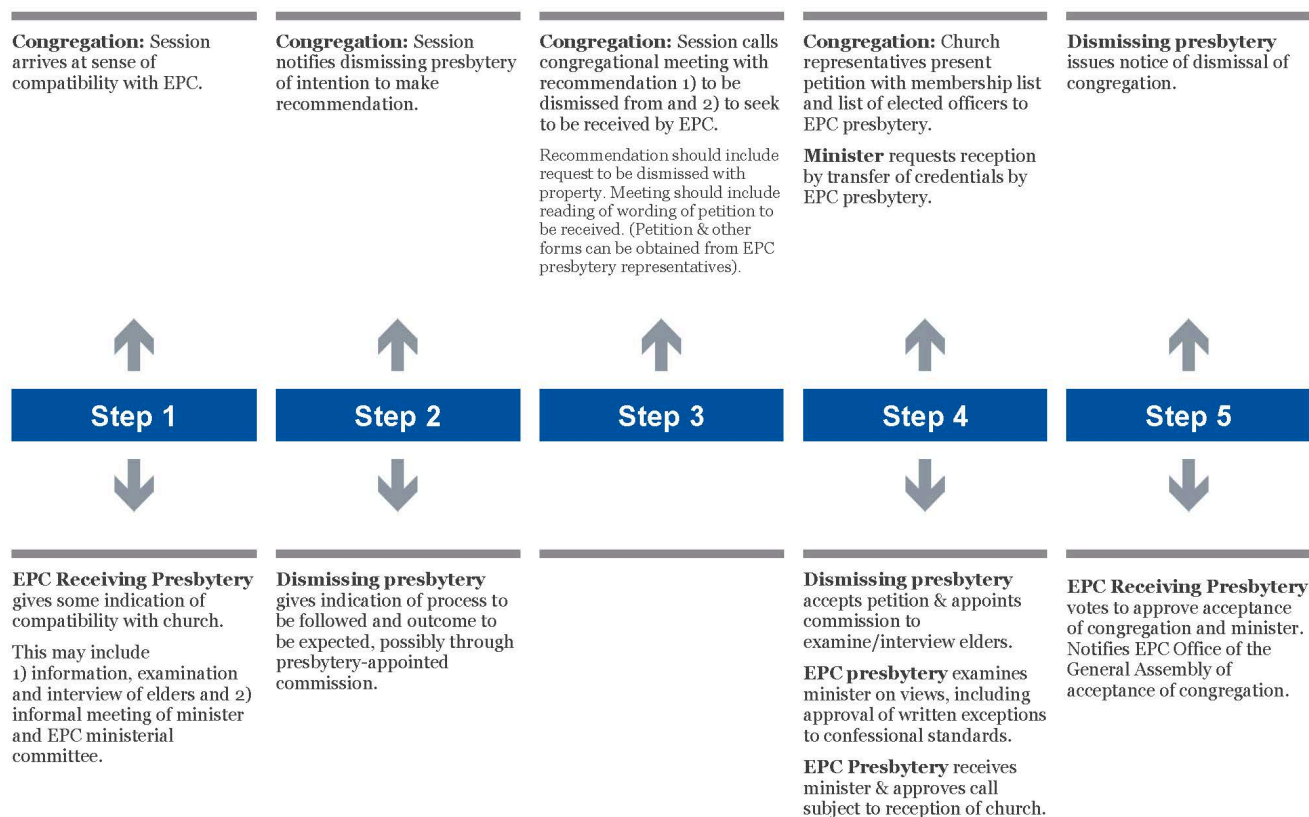 Congregation: Session
arrives at sense of
compatibility with EPC.
Congregation: Session
notifies dismissing presbytery
of intention to make
recommendation.
Congregation: Session calls
congregational meeting with
recommendation 1) to be
dismissed from and 2) to seek
to be received by EPC.
Recommendation should include
request to be dismissed with
property. Meeting should include
reading of wording of petition to
be received. (Petition & other
forms can be obtained from EPC
presbytery representatives).
Congregation: Church
representatives present
petition with membership list
and list of elected officers to
EPC presbytery.
Minister requests reception
by transfer of credentials by
EPC presbytery.
Dismissing presbytery
issues notice of dismissal of
congregation.
Step 1
Step 2
Step 3
Step 4
Step 5
EPC Receiving Presbytery
gives some indication of
compatibility with church.
This may include
1) information, examination
and interview of elders and 2)
informal meeting of minister
and EPC ministerial
committee.
Dismissing presbytery
gives indication of process to
be followed and outcome to
be expected, possibly through
presbytery-appointed
commission.
Dismissing presbytery
accepts petition & appoints
commission to
examine/interview elders.
EPC presbytery examines
minister on views, including
approval of written exceptions
to confessional standards.
EPC Presbytery receives
minister & approves call
subject to reception of church.
EPC Receiving Presbytery
votes to approve acceptance
of congregation and minister.
Notifies EPC Office of the
General Assembly of
acceptance of congregation.